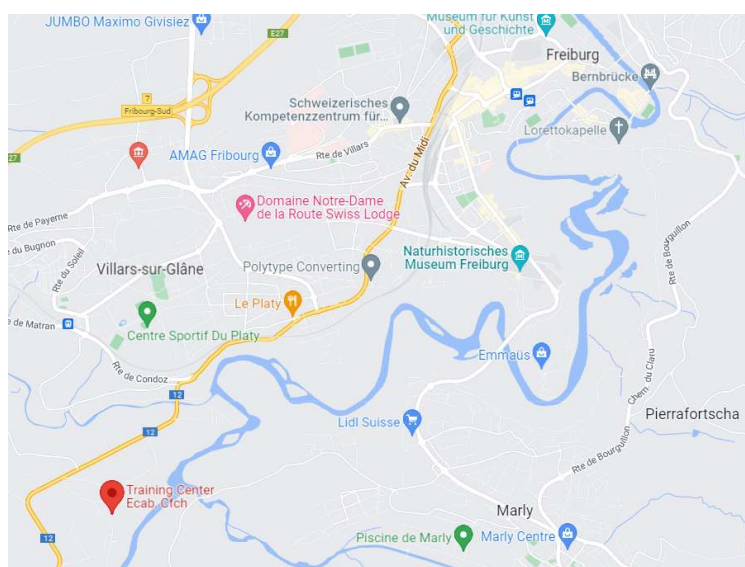 JUMBO Maximo Givisiez
E27
Museum für Kunst
und Geschichte
Freiburg
Bernbrücke
7
Fribourg-Sud
Schweizerisches
Kompetenzzentrum für...
Lorettokapelle
27
AMAG Fribourg
Rte de Villars
Av. du Midi
Domaine Notre-Dame
de la Route Swiss Lodge
Rte de Payerne
Rte de Bourguillon
e du Bugnon
Rte du Soleil
Villars-sur-Glâne
Polytype Converting
Naturhistorisches
Museum Freiburg
Le Platy
e de Matran
Centre Sportif Du Platy
Emmaüs
Rte de Condoz
Chem. du Claru
12
Lidl Suisse
Pierrafortscha
12
Rte de Bourguillon
Training Center
Ecab, Cfch
Marly
12
Piscine de Marly
Marly Centre